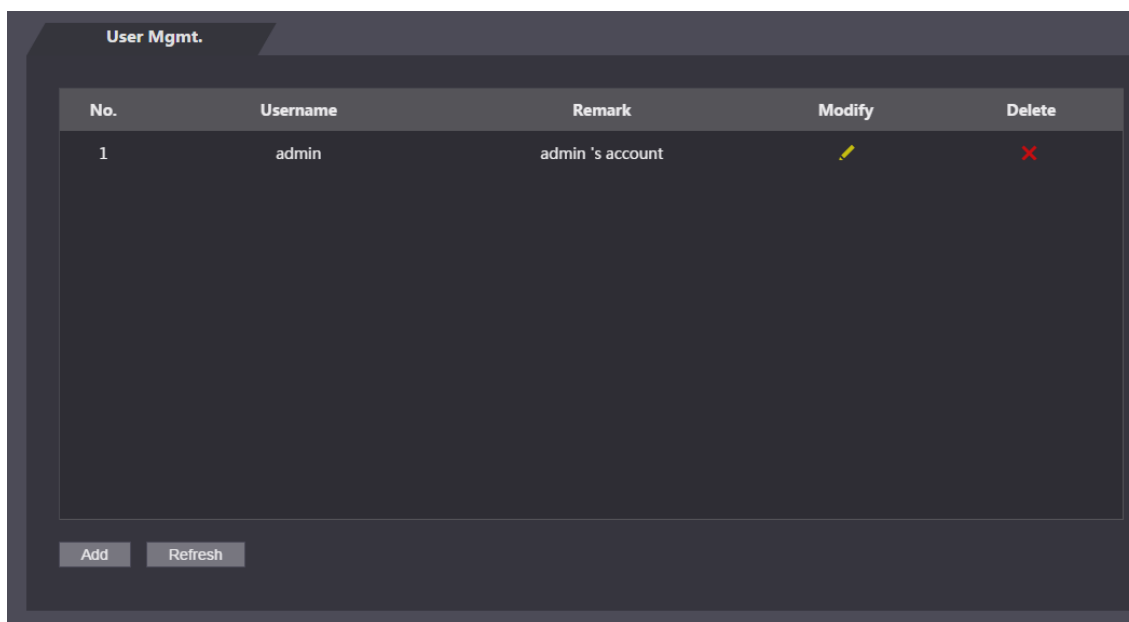 User Mgmt.
No. Username Remark Modify Delete
1 admin admin 's account
Add Refresh